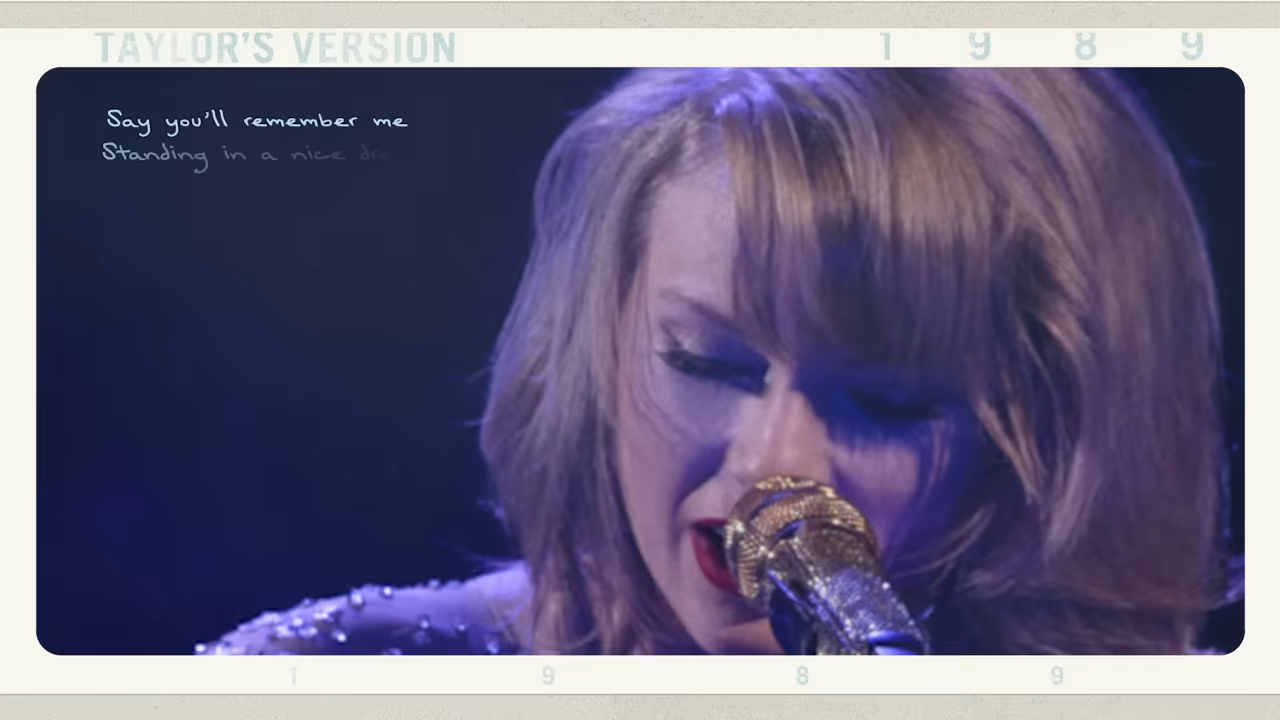 TAYLOR'S VERSION 1 9 8 9
Say you'll remember me
Standing in a nice
1 9 8 9